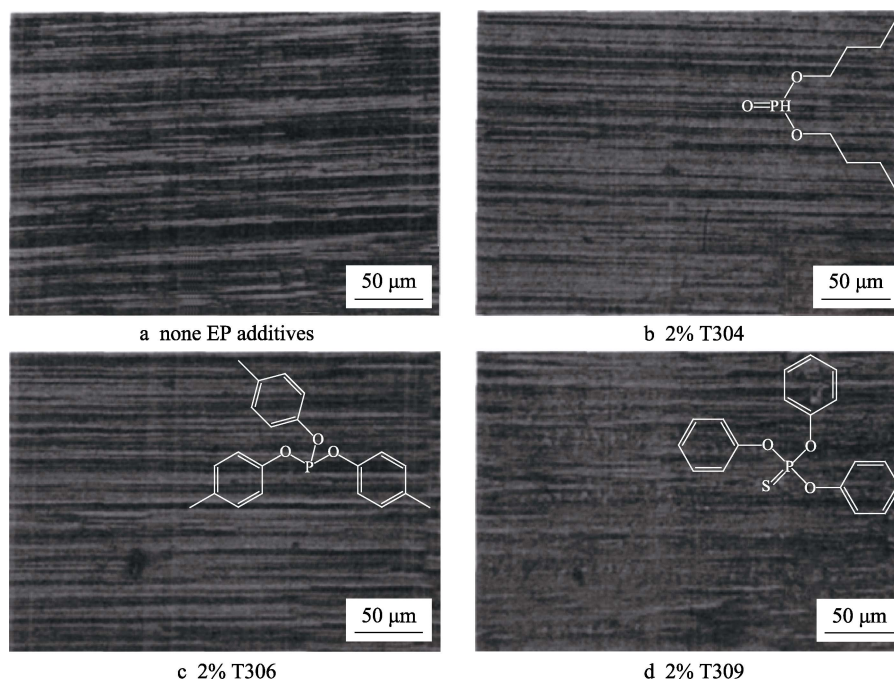 O
O=PH
O
50 μm
50 μm
a none EP additives
b 2% T304
O
O
O
P
O
O
P
S
O
50 μm
50 μm
c 2% T306
d 2% T309